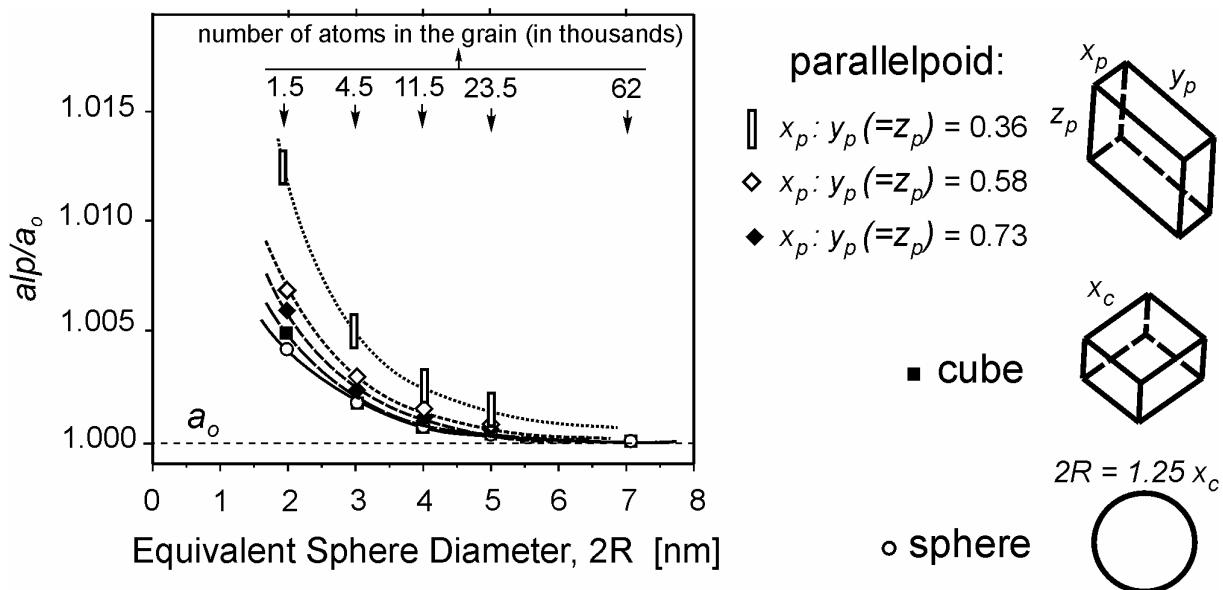 number of atoms in the grain (in thousands)
1.5 4.5 11.5 23.5 62
1.015
1.010
1.005
1.000
alp/aₒ
aₒ
0 1 2 3 4 5 6 7 8
Equivalent Sphere Diameter, 2R [nm]
parallelpoid:
xₚ: yₚ (=zₚ) = 0.36
xₚ: yₚ (=zₚ) = 0.58
xₚ: yₚ (=zₚ) = 0.73
xₚ
yₚ
zₚ
x_c
cube
2R = 1.25 x_c
sphere